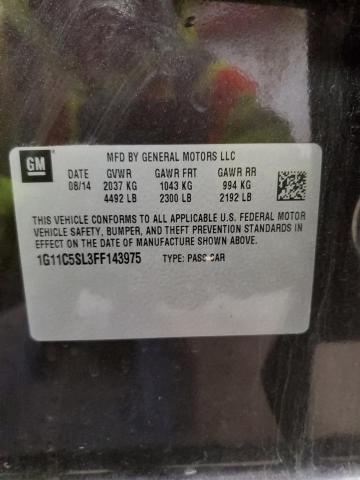 GM
MFD BY GENERAL MOTORS LLC
DATE GVWR GAWR FRT GAWR RR
08/14 2037 KG 1043 KG 994 KG
4492 LB 2300 LB 2192 LB
THIS VEHICLE CONFORMS TO ALL APPLICABLE U.S. FEDERAL MOTOR
VEHICLE SAFETY, BUMPER, AND THEFT PREVENTION STANDARDS
IN EFFECT ON THE DATE OF MANUFACTURE SHOWN ABOVE.
1G11C5SL3FF143975 TYPE: PASS CAR